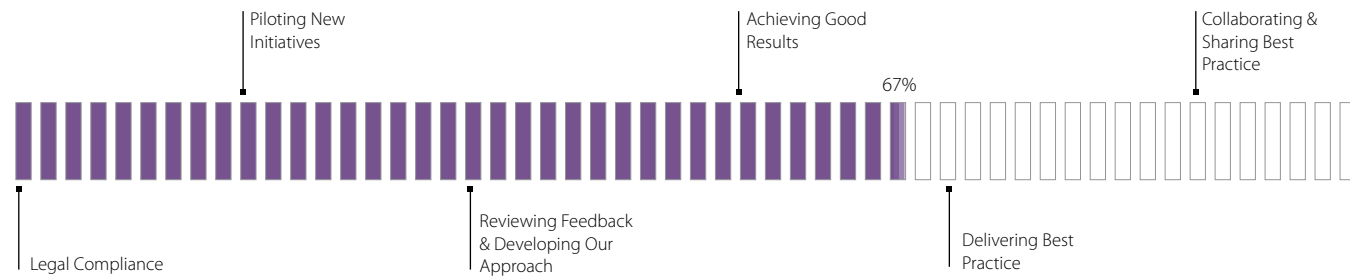 Piloting New
Initiatives
Achieving Good
Results
Collaborating &
Sharing Best
Practice
67%
Legal Compliance
Reviewing Feedback
& Developing Our
Approach
Delivering Best
Practice